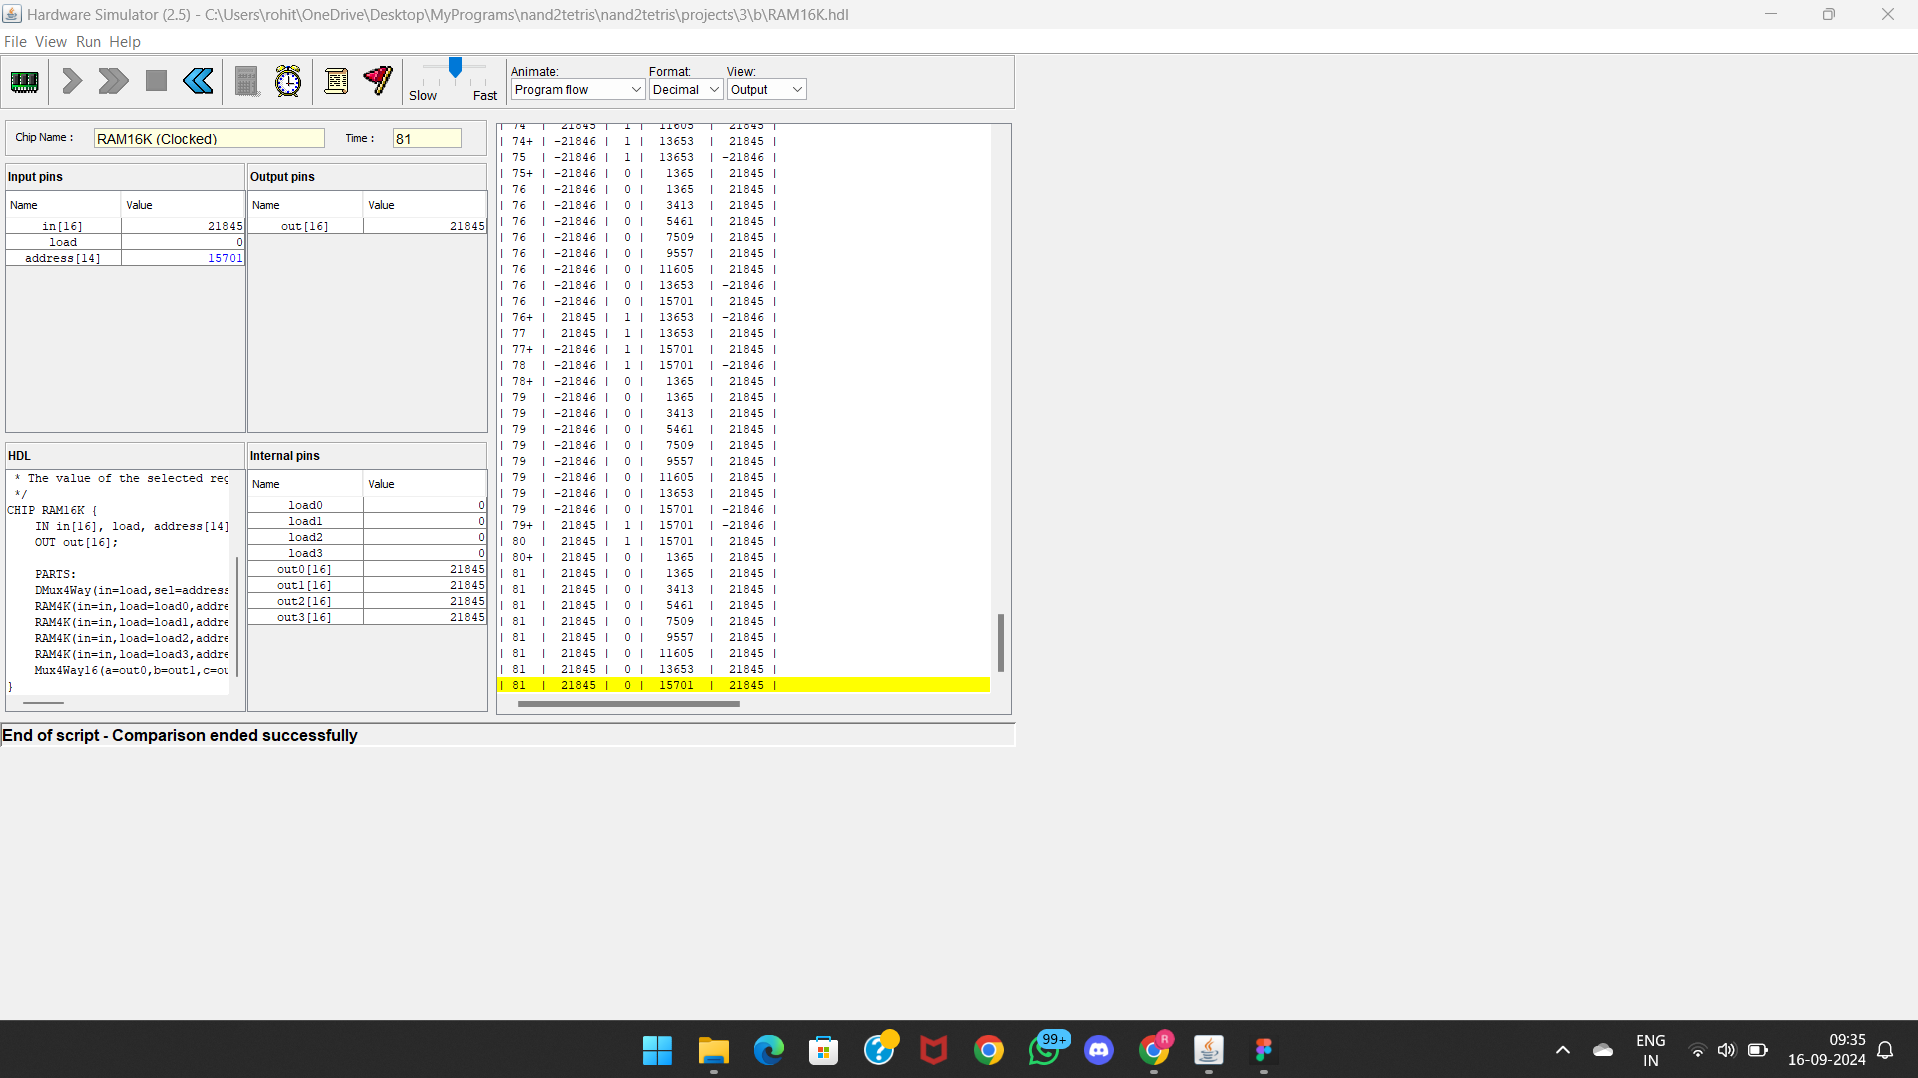 Hardware Simulator (2.5) - C:\Users\rohit\OneDrive\Desktop\MyPrograms\nand2tetris\nand2tetris\projects\3\b\RAM16K.hdl
File View Run Help
Slow Fast
Animate: Format: View:
Program flow Decimal Output
Chip Name : RAM16K (Clocked) Time : 81
Input pins
Name Value
in[16] 21845
load 0
address[14] 15701
Output pins
Name Value
out[16] 21845
HDL
* The value of the selected reg
*/
CHIP RAM16K {
IN in[16], load, address[14]
OUT out[16];
PARTS:
DMux4Way(in=load,sel=address
RAM4K(in=in,load=load0,addre
RAM4K(in=in,load=load1,addre
RAM4K(in=in,load=load2,addre
RAM4K(in=in,load=load3,addre
Mux4Way16(a=out0,b=out1,c=ou
}
Internal pins
Name Value
load0 0
load1 0
load2 0
load3 0
out0[16] 21845
out1[16] 21845
out2[16] 21845
out3[16] 21845
| 74 | 21845 | 1 | 11605 | 21845 |
| 74+ | -21846 | 1 | 13653 | 21845 |
| 75 | -21846 | 1 | 13653 | -21846 |
| 75+ | -21846 | 0 | 1365 | 21845 |
| 76 | -21846 | 0 | 1365 | 21845 |
| 76 | -21846 | 0 | 3413 | 21845 |
| 76 | -21846 | 0 | 5461 | 21845 |
| 76 | -21846 | 0 | 7509 | 21845 |
| 76 | -21846 | 0 | 9557 | 21845 |
| 76 | -21846 | 0 | 11605 | 21845 |
| 76 | -21846 | 0 | 13653 | -21846 |
| 76 | -21846 | 0 | 15701 | 21845 |
| 76+ | 21845 | 1 | 13653 | -21846 |
| 77 | 21845 | 1 | 13653 | 21845 |
| 77+ | -21846 | 1 | 15701 | 21845 |
| 78 | -21846 | 1 | 15701 | -21846 |
| 78+ | -21846 | 0 | 1365 | 21845 |
| 79 | -21846 | 0 | 1365 | 21845 |
| 79 | -21846 | 0 | 3413 | 21845 |
| 79 | -21846 | 0 | 5461 | 21845 |
| 79 | -21846 | 0 | 7509 | 21845 |
| 79 | -21846 | 0 | 9557 | 21845 |
| 79 | -21846 | 0 | 11605 | 21845 |
| 79 | -21846 | 0 | 13653 | 21845 |
| 79 | -21846 | 0 | 15701 | -21846 |
| 79+ | 21845 | 1 | 15701 | -21846 |
| 80 | 21845 | 1 | 15701 | 21845 |
| 80+ | 21845 | 0 | 1365 | 21845 |
| 81 | 21845 | 0 | 1365 | 21845 |
| 81 | 21845 | 0 | 3413 | 21845 |
| 81 | 21845 | 0 | 5461 | 21845 |
| 81 | 21845 | 0 | 7509 | 21845 |
| 81 | 21845 | 0 | 9557 | 21845 |
| 81 | 21845 | 0 | 11605 | 21845 |
| 81 | 21845 | 0 | 13653 | 21845 |
| 81 | 21845 | 0 | 15701 | 21845 |
End of script - Comparison ended successfully
99+
R
ENG
IN
09:35
16-09-2024